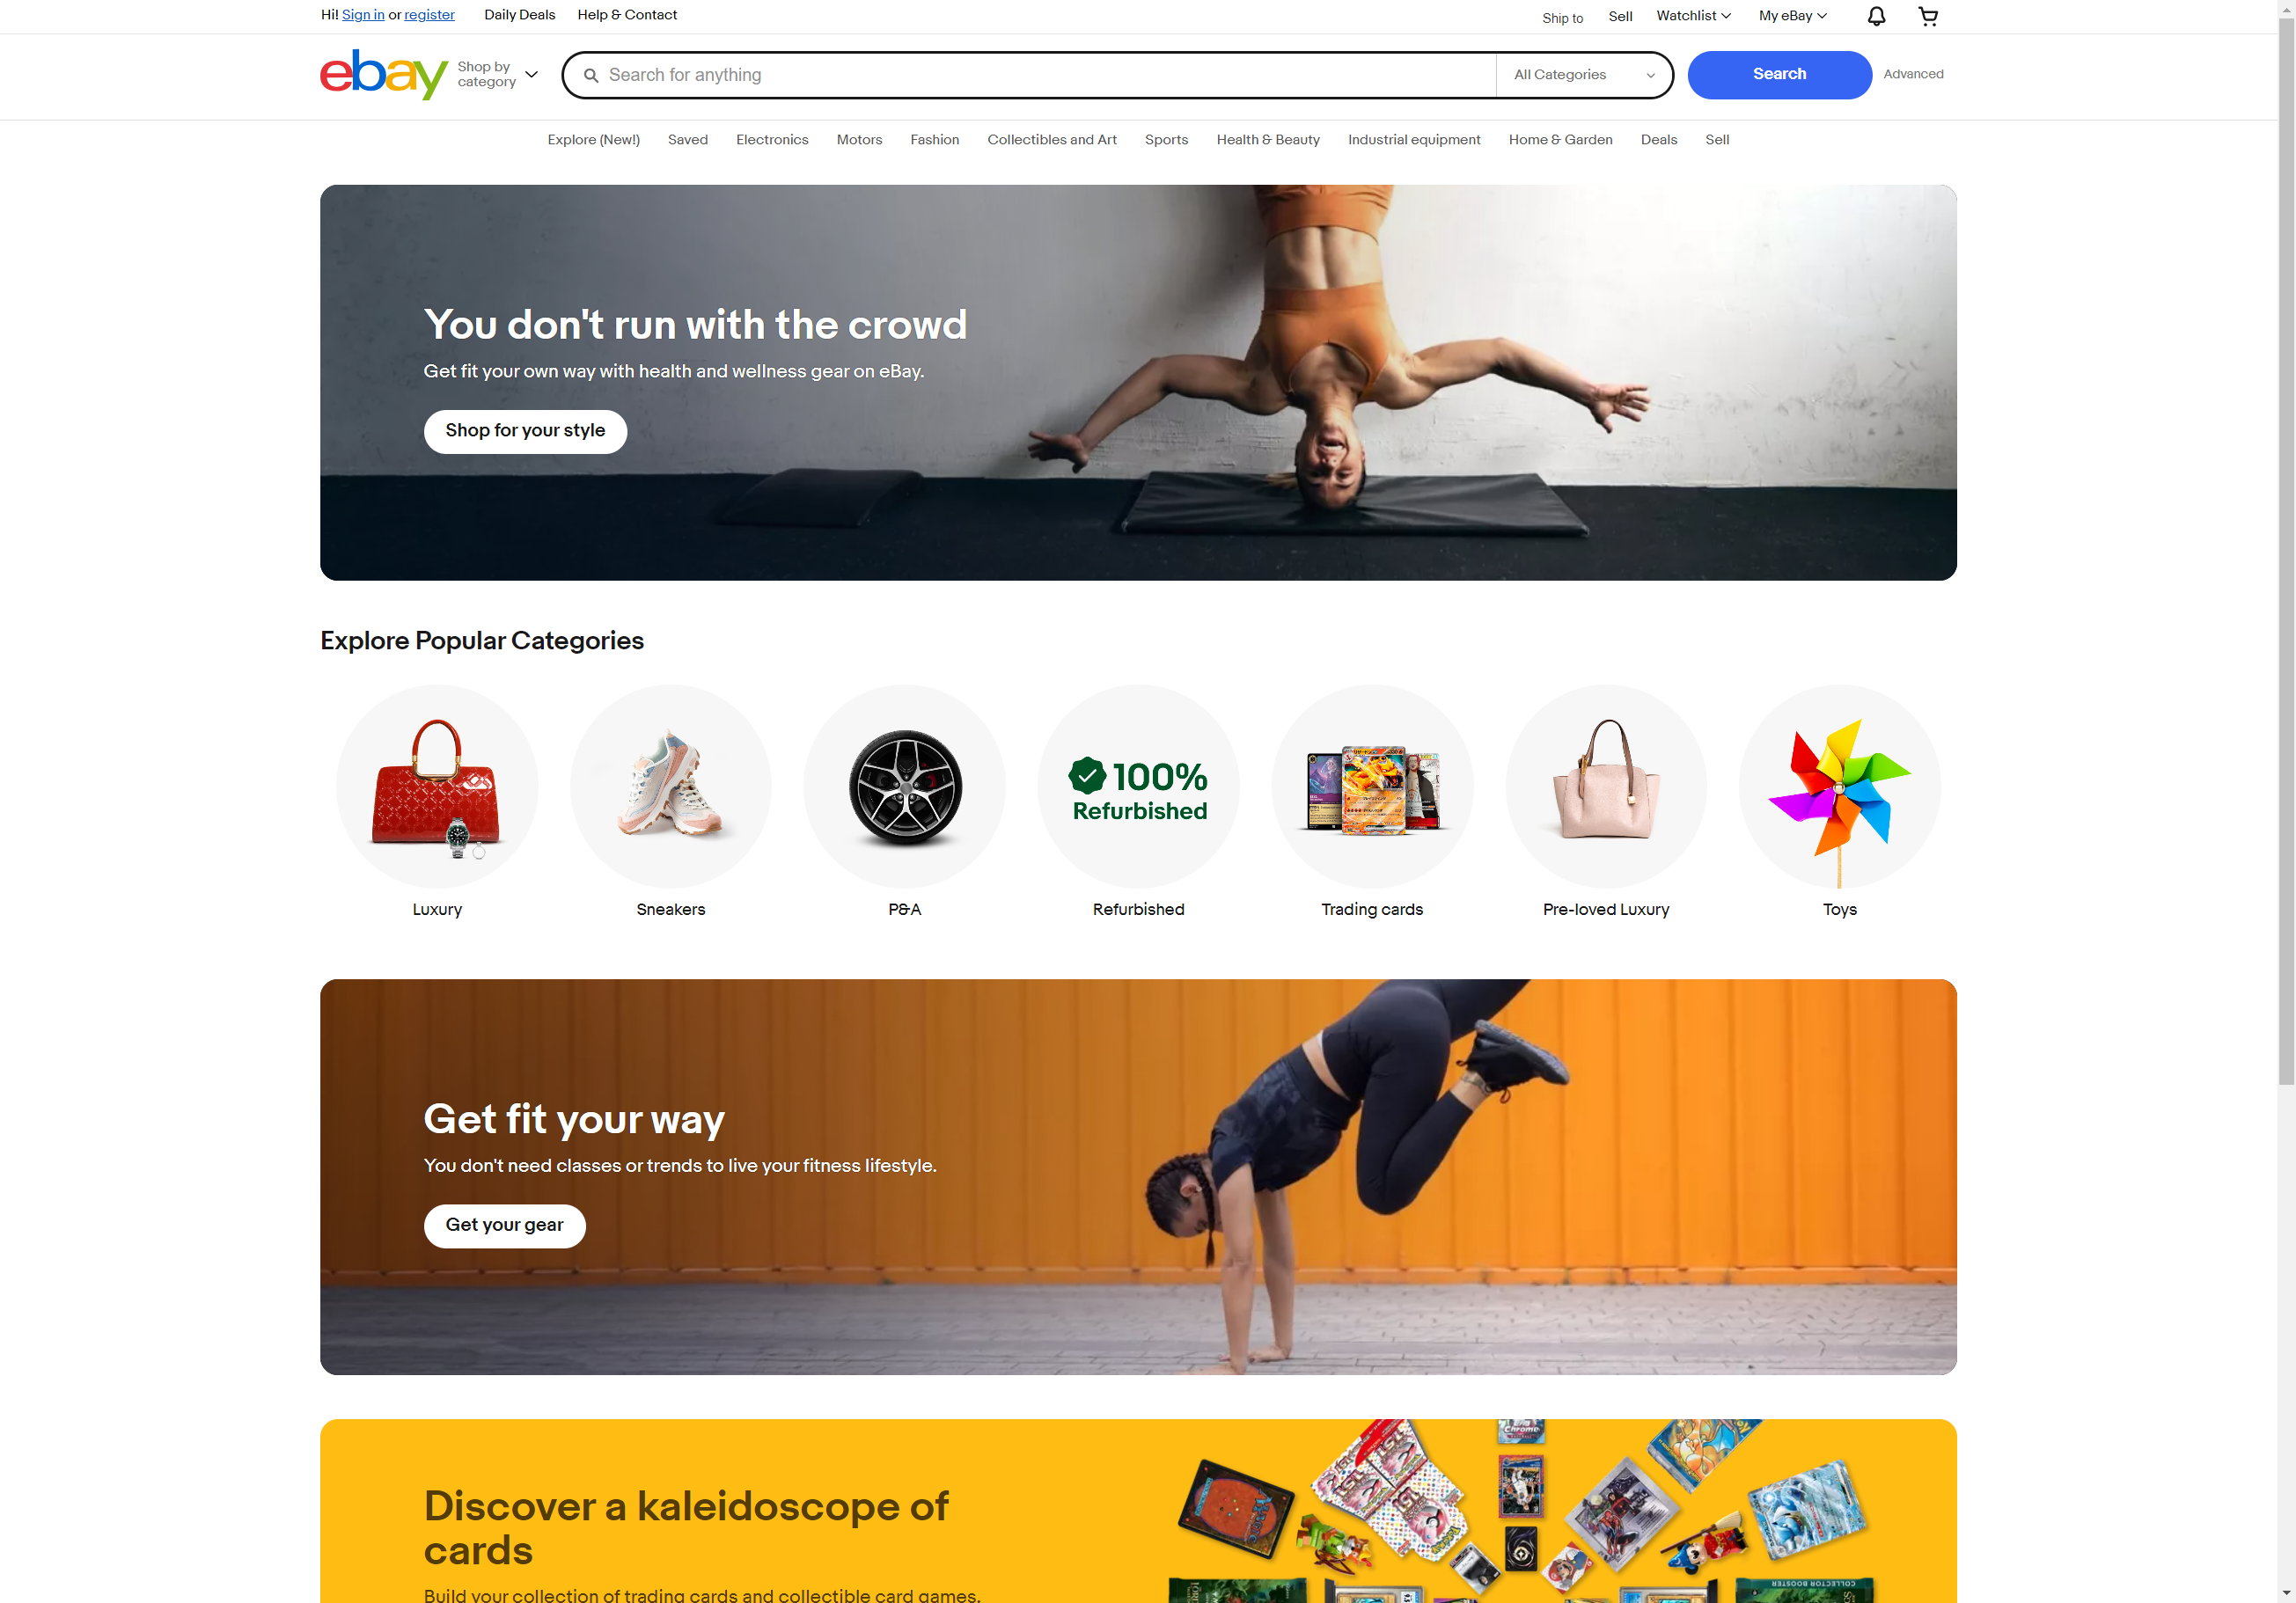 Hi! Sign in or register Daily Deals Help & Contact
Ship to Sell Watchlist My eBay
ebay
Shop by
category
Search for anything
All Categories
Search
Advanced
Explore (New!) Saved Electronics Motors Fashion Collectibles and Art Sports Health & Beauty Industrial equipment Home & Garden Deals Sell
You don't run with the crowd
Get fit your own way with health and wellness gear on eBay.
Shop for your style
Explore Popular Categories
100%
Refurbished
Luxury
Sneakers
P&A
Refurbished
Trading cards
Pre-loved Luxury
Toys
Get fit your way
You don't need classes or trends to live your fitness lifestyle.
Get your gear
Discover a kaleidoscope of
cards
Build your collection of trading cards and collectible card games.
Chrome
MAGIC
151
COLLECTOR BOOSTER